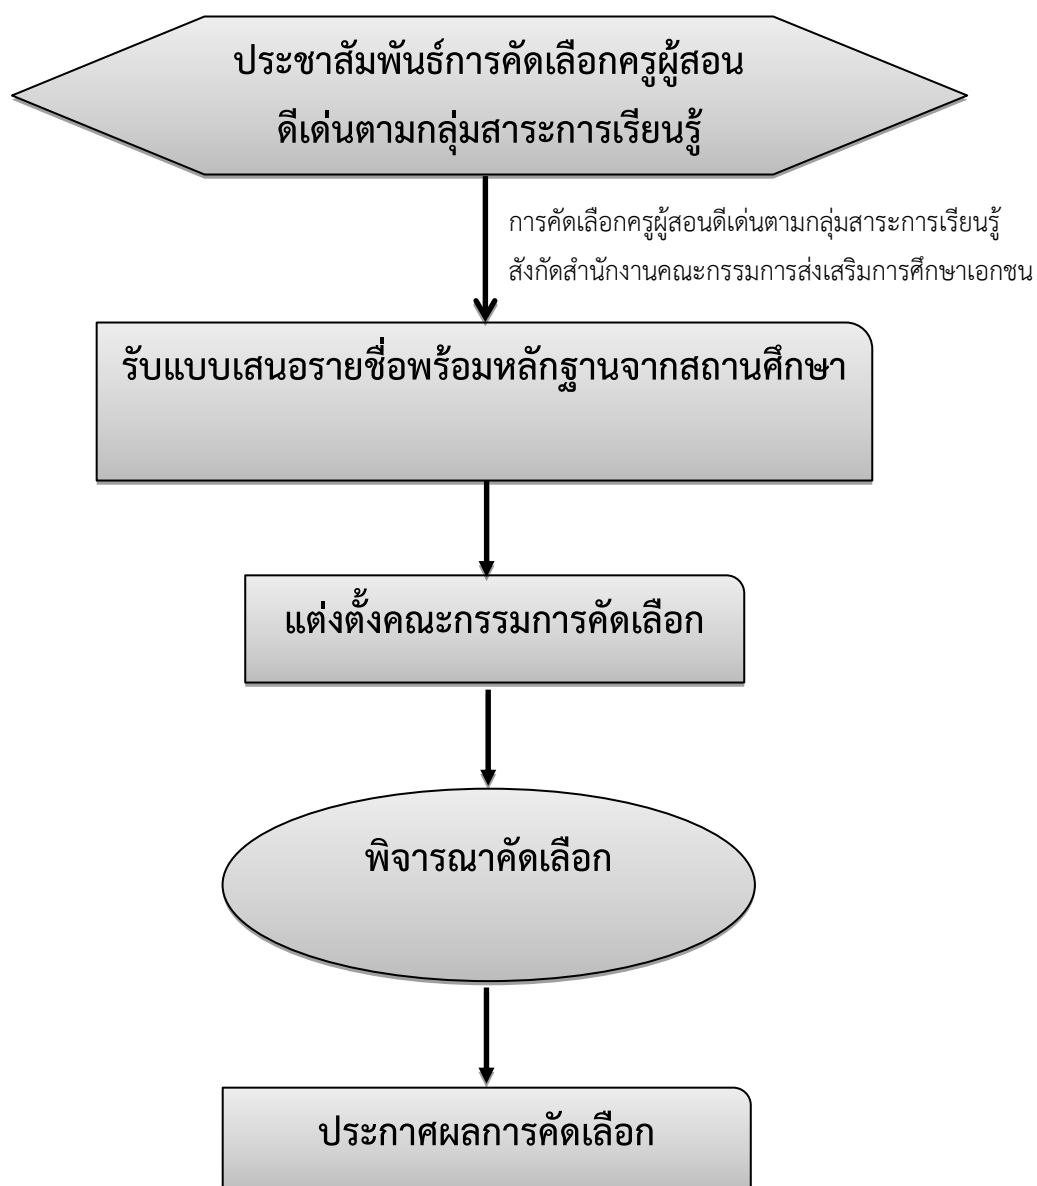 ประชาสัมพันธ์การคัดเลือกครูผู้สอน
ดีเด่นตามกลุ่มสาระการเรียนรู้
การคัดเลือกครูผู้สอนดีเด่นตามกลุ่มสาระการเรียนรู้
สังกัดสำนักงานคณะกรรมการส่งเสริมการศึกษาเอกชน
รับแบบเสนอรายชื่อพร้อมหลักฐานจากสถานศึกษา
แต่งตั้งคณะกรรมการคัดเลือก
พิจารณาคัดเลือก
ประกาศผลการคัดเลือก